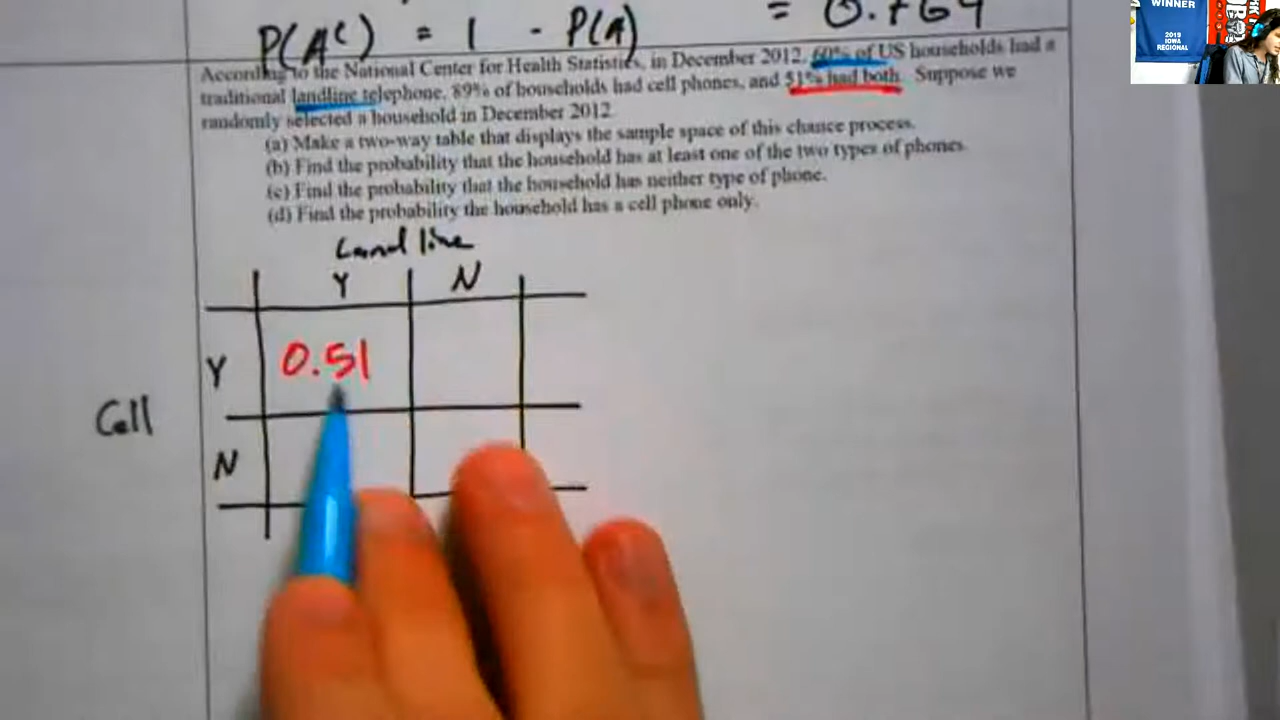 P(A^c) = 1 - P(A)
= 0.764
According to the National Center for Health Statistics, in December 2012, 60% of US households had a
traditional landline telephone, 89% of households had cell phones, and 51% had both. Suppose we
randomly selected a household in December 2012.
(a) Make a two-way table that displays the sample space of this chance process.
(b) Find the probability that the household has at least one of the two types of phones.
(c) Find the probability that the household has neither type of phone.
(d) Find the probability the household has a cell phone only.
Land line
Y N
Y 0.51
Cell
N
WINNER
2019
IOWA
REGIONAL